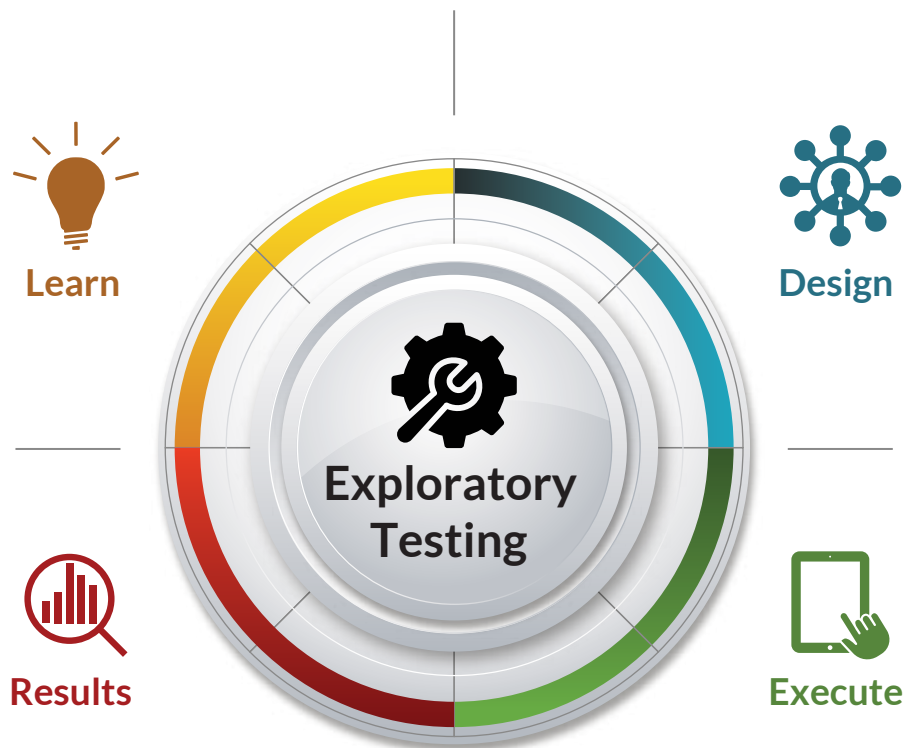 Learn
Design
Exploratory
Testing
Results
Execute